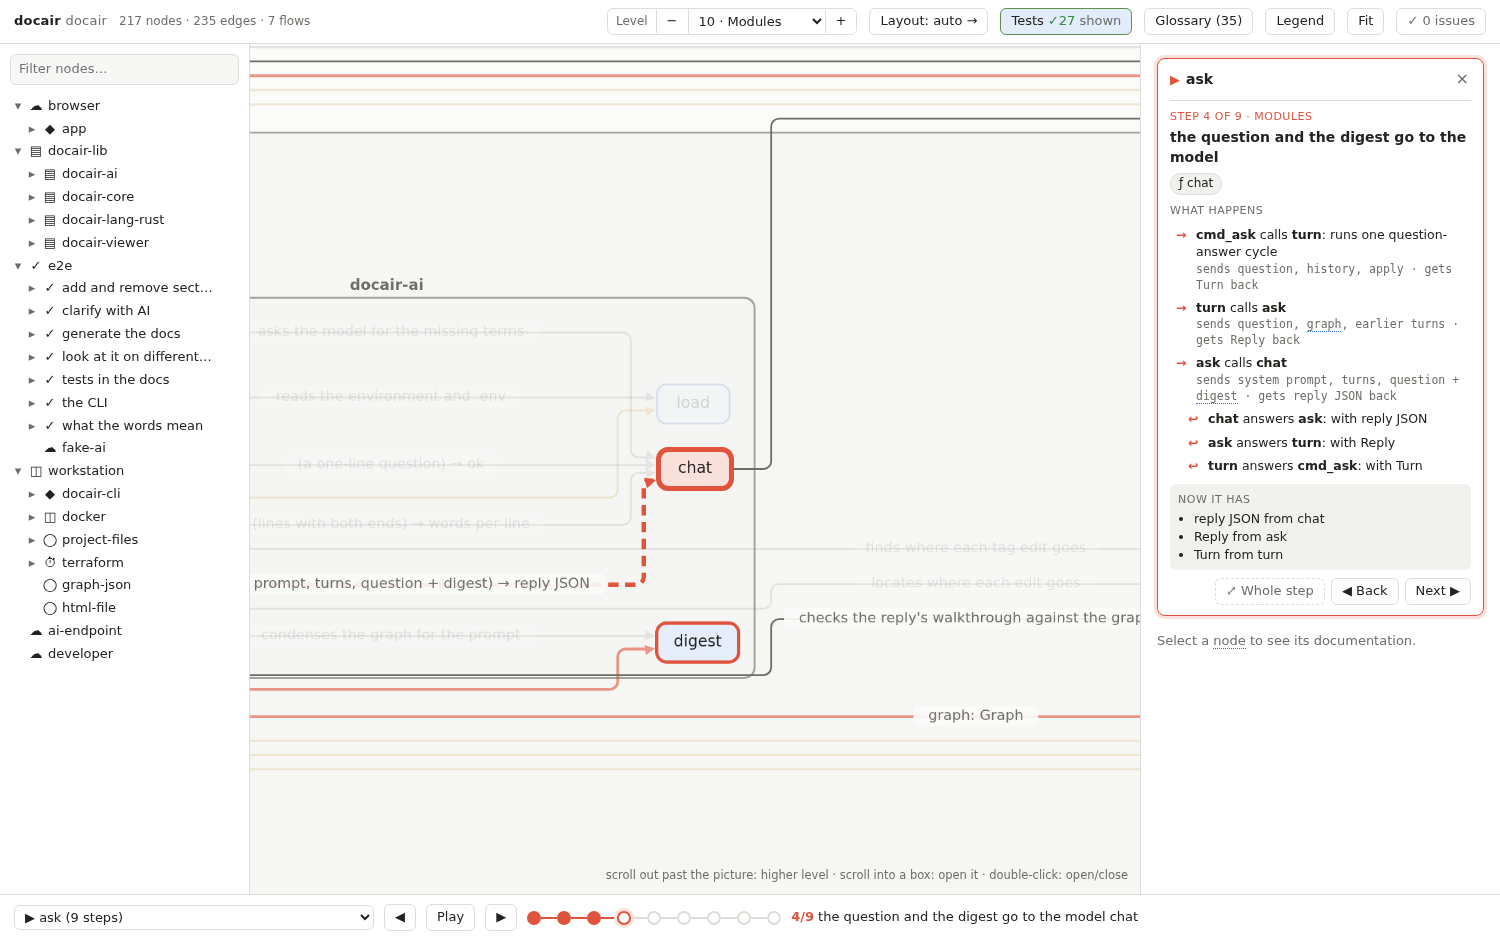 docair docair 217 nodes · 235 edges · 7 flows
Level − 10 · Modules + Layout: auto → Tests ✓27 shown Glossary (35) Legend Fit ✓ 0 issues
Filter nodes…
▾ ☁ browser
▸ ◆ app
▾ ▤ docair-lib
▸ ▤ docair-ai
▸ ▤ docair-core
▸ ▤ docair-lang-rust
▸ ▤ docair-viewer
▾ ✓ e2e
▸ ✓ add and remove sect…
▸ ✓ clarify with AI
▸ ✓ generate the docs
▸ ✓ look at it on different…
▸ ✓ tests in the docs
▸ ✓ the CLI
▸ ✓ what the words mean
☁ fake-ai
▾ ◫ workstation
▸ ◆ docair-cli
▸ ◫ docker
▸ ◯ project-files
▸ ⏱ terraform
◯ graph-json
◯ html-file
☁ ai-endpoint
☁ developer
docair-ai
asks the model for the missing terms
reads the environment and .env
load
(a one-line question) → ok
chat
(lines with both ends) → words per line
finds where each tag edit goes
prompt, turns, question + digest) → reply JSON
locates where each edit goes
checks the reply's walkthrough against the grap
condenses the graph for the prompt
digest
graph: Graph
scroll out past the picture: higher level · scroll into a box: open it · double-click: open/close
▶ ask ×
STEP 4 OF 9 · MODULES
the question and the digest go to the
model
ƒ chat
WHAT HAPPENS
→ cmd_ask calls turn: runs one question-
answer cycle
sends question, history, apply · gets
Turn back
→ turn calls ask
sends question, graph, earlier turns ·
gets Reply back
→ ask calls chat
sends system prompt, turns, question +
digest · gets reply JSON back
↩ chat answers ask: with reply JSON
↩ ask answers turn: with Reply
↩ turn answers cmd_ask: with Turn
NOW IT HAS
• reply JSON from chat
• Reply from ask
• Turn from turn
⤢ Whole step ◀ Back Next ▶
Select a node to see its documentation.
▶ ask (9 steps) ◀ Play ▶ 4/9 the question and the digest go to the model chat